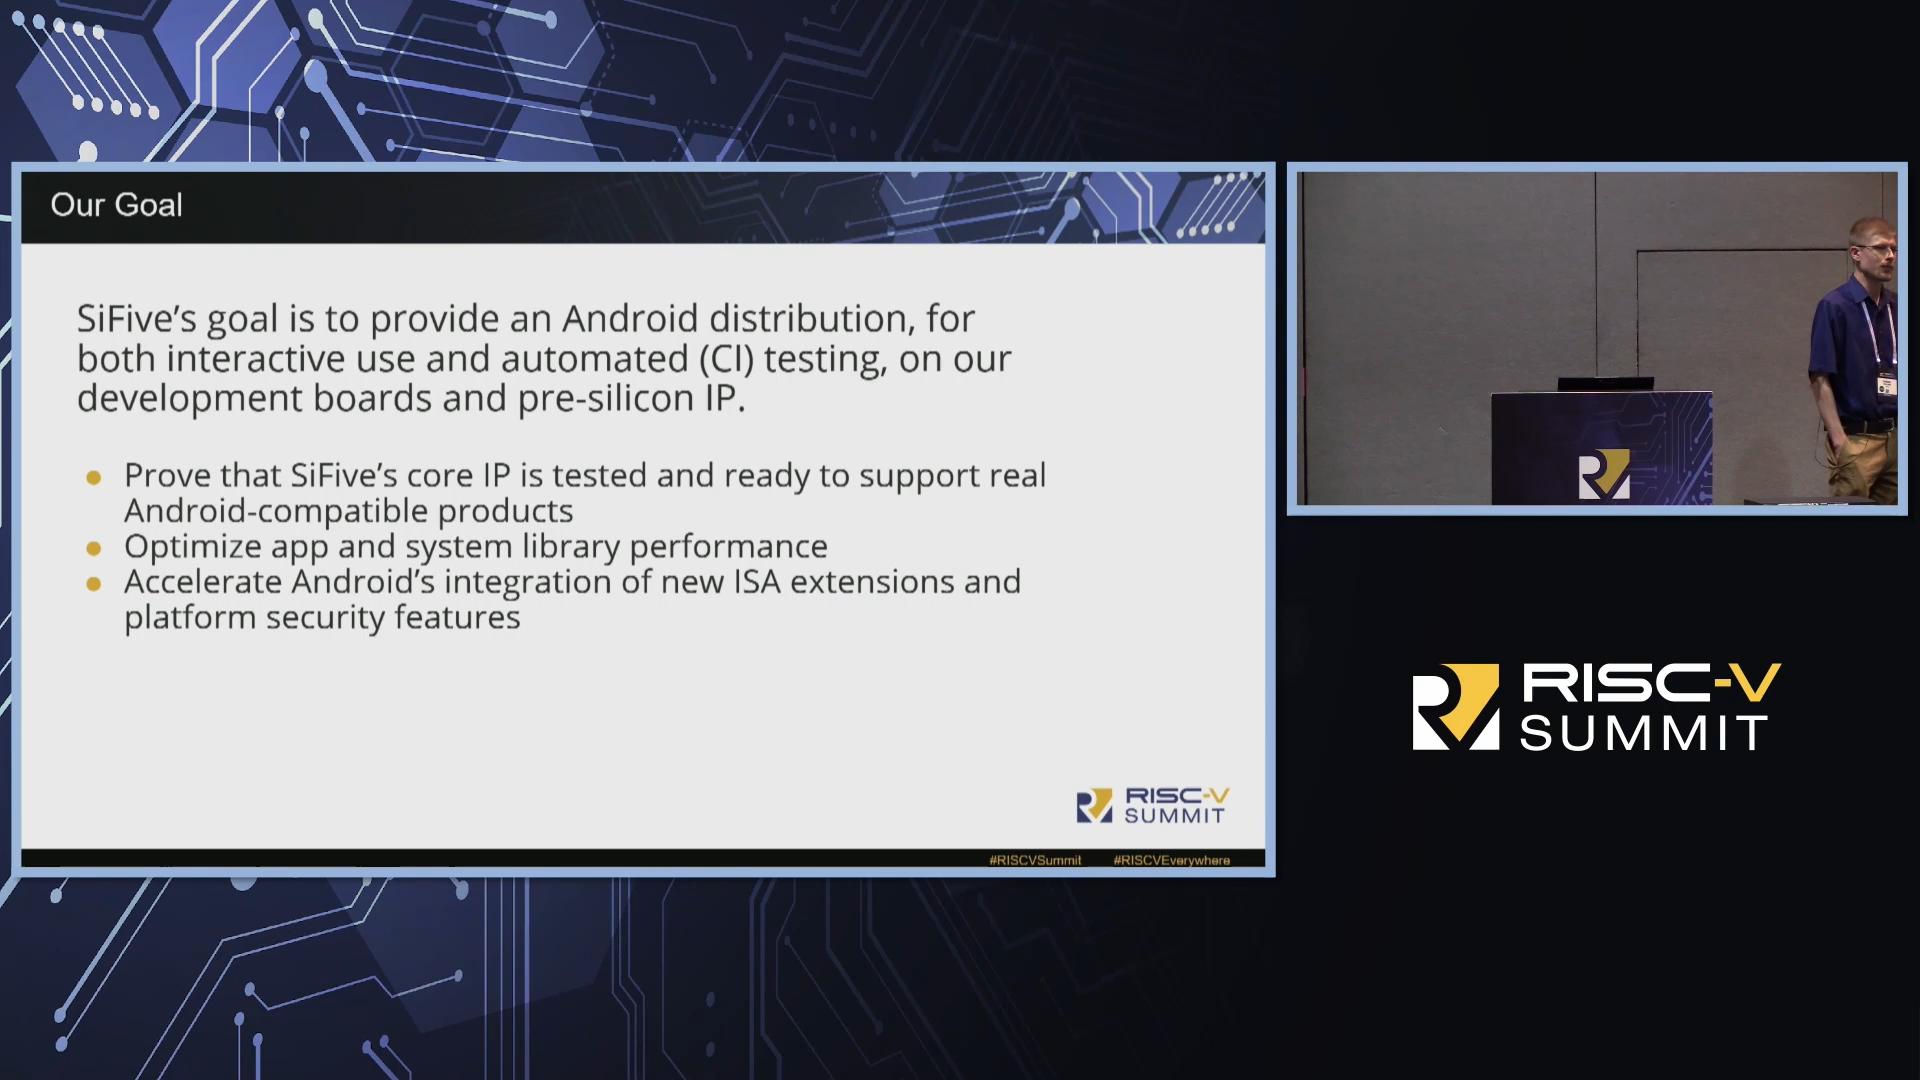 Our Goal
SiFive’s goal is to provide an Android distribution, for
both interactive use and automated (CI) testing, on our
development boards and pre-silicon IP.
● Prove that SiFive’s core IP is tested and ready to support real
Android-compatible products
● Optimize app and system library performance
● Accelerate Android’s integration of new ISA extensions and
platform security features
RISC-V
SUMMIT
#RISCVSummit #RISCVEverywhere
RISC-V
SUMMIT